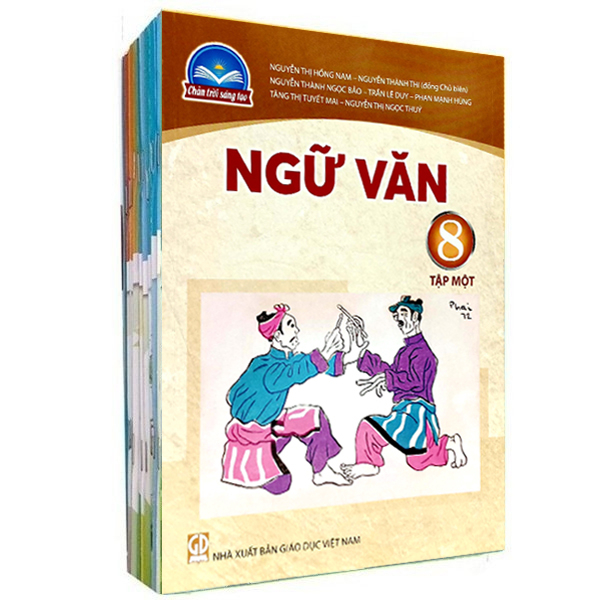 Chân trời sáng tạo
NGUYỄN THỊ HỒNG NAM – NGUYỄN THÀNH THI (đồng Chủ biên)
NGUYỄN THÀNH NGỌC BẢO – TRẦN LÊ DUY – PHAN MẠNH HÙNG
TĂNG THỊ TUYẾT MAI – NGUYỄN THỊ NGỌC THUÝ
NGỮ VĂN
8
TẬP MỘT
Phái
72
GD
NHÀ XUẤT BẢN GIÁO DỤC VIỆT NAM